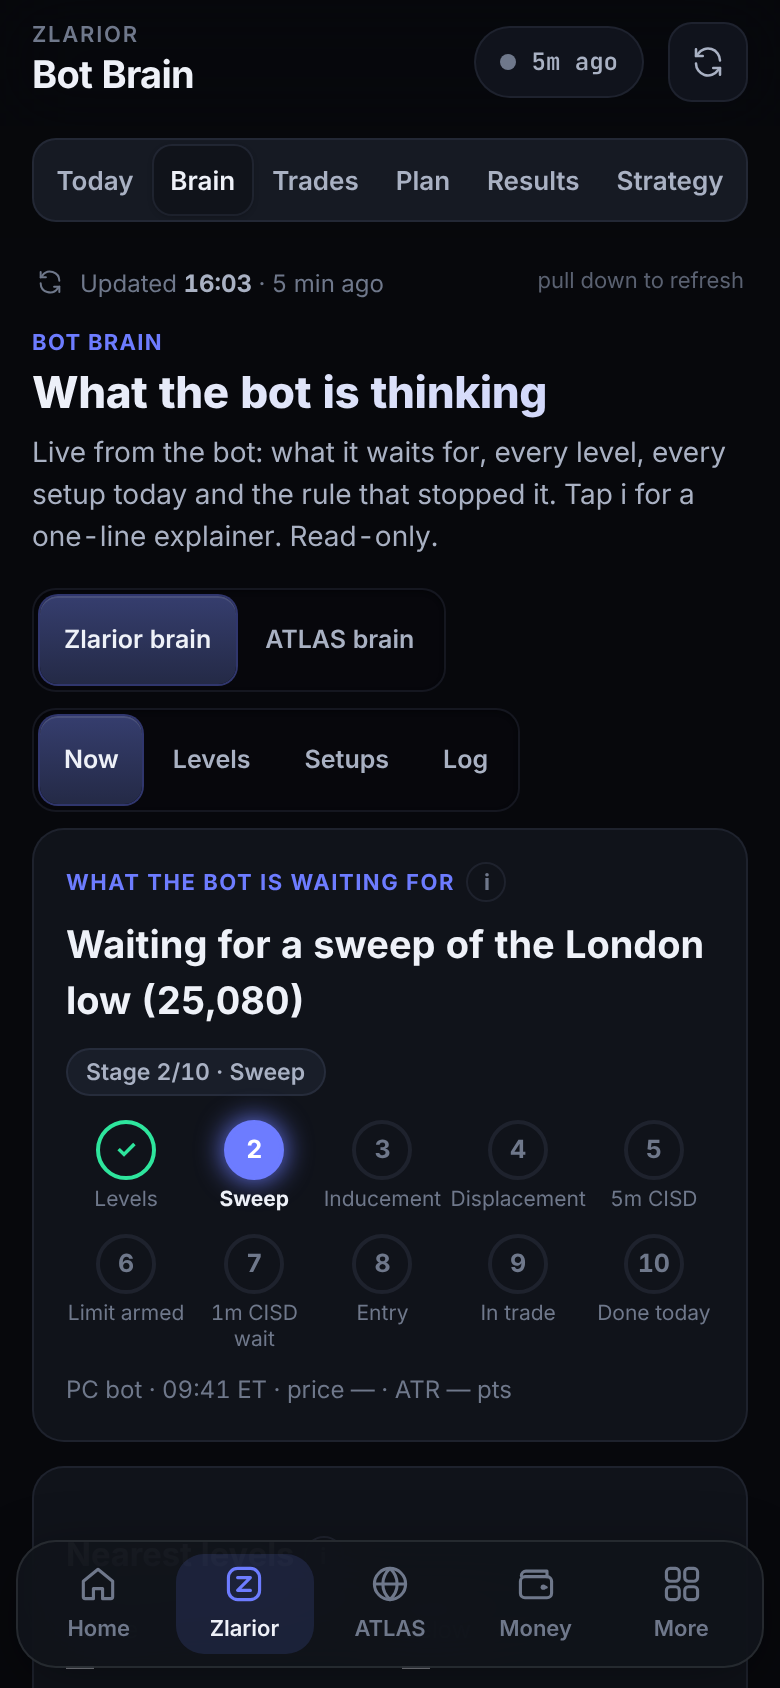 ZLARIOR
Bot Brain
5m ago
Today Brain Trades Plan Results Strategy
Updated 16:03 · 5 min ago
pull down to refresh
BOT BRAIN
What the bot is thinking
Live from the bot: what it waits for, every level, every
setup today and the rule that stopped it. Tap i for a
one-line explainer. Read-only.
Zlarior brain ATLAS brain
Now Levels Setups Log
WHAT THE BOT IS WAITING FOR i
Waiting for a sweep of the London
low (25,080)
Stage 2/10 · Sweep
2 3 4 5
Levels Sweep Inducement Displacement 5m CISD
6 7 8 9 10
Limit armed 1m CISD Entry In trade Done today
wait
PC bot · 09:41 ET · price — · ATR — pts
Nearest levels
Home Zlarior ATLAS Money More